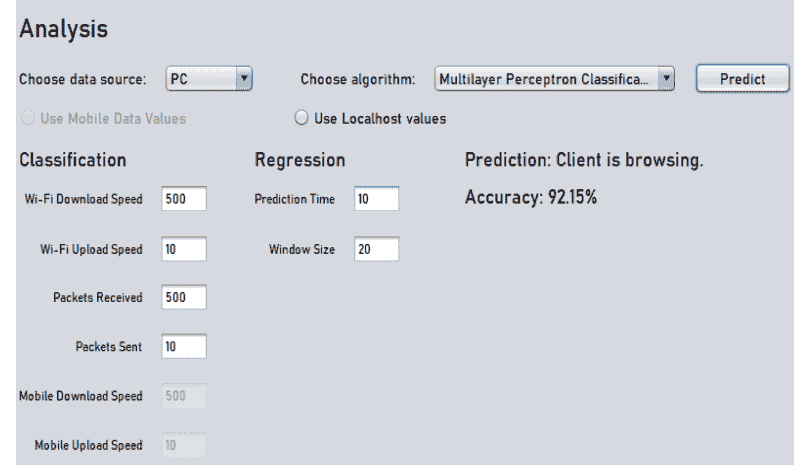 Analysis
Choose data source: PC Choose algorithm: Multilayer Perceptron Classifica... Predict
Use Mobile Data Values Use Localhost values
Classification Regression Prediction: Client is browsing.
Wi-Fi Download Speed 500 Prediction Time 10 Accuracy: 92.15%
Wi-Fi Upload Speed 10 Window Size 20
Packets Received 500
Packets Sent 10
Mobile Download Speed 500
Mobile Upload Speed 10